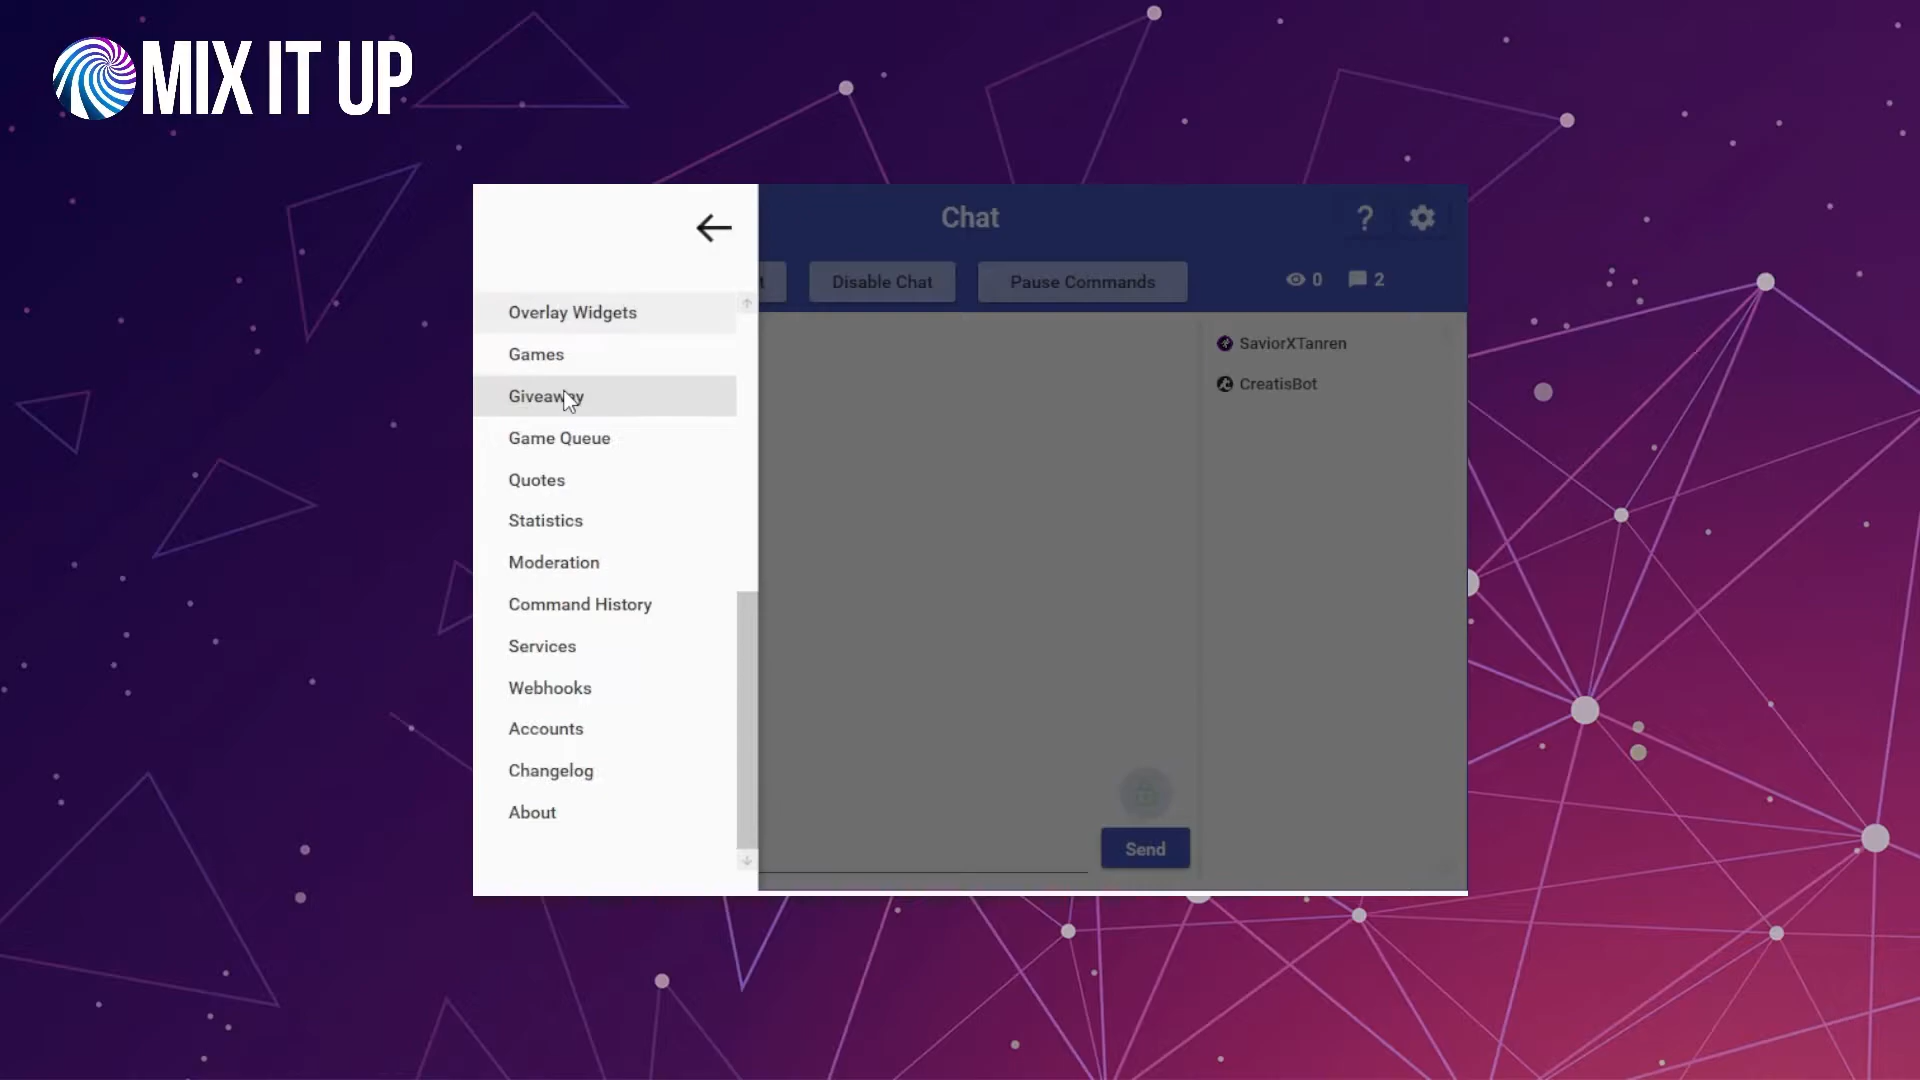 MIX IT UP
Chat
?
Disable Chat
Pause Commands
0
2
Overlay Widgets
Games
Giveaway
Game Queue
Quotes
Statistics
Moderation
Command History
Services
Webhooks
Accounts
Changelog
About
SaviorXTanren
CreatisBot
Send